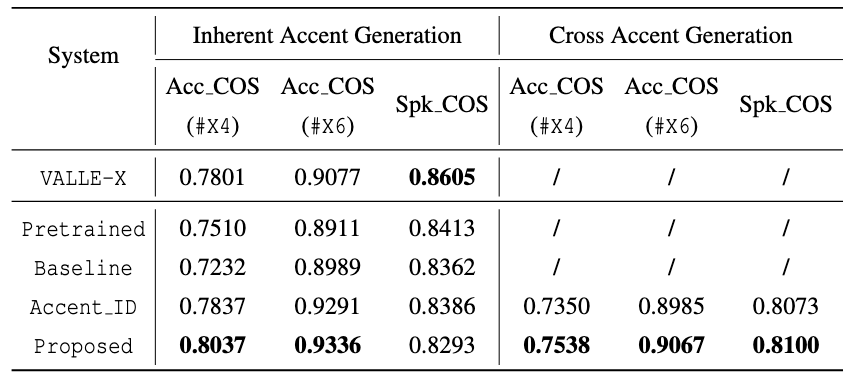 System Inherent Accent Generation Cross Accent Generation
Acc_COS (#X4) Acc_COS (#X6) Spk_COS Acc_COS (#X4) Acc_COS (#X6) Spk_COS
VALLE-X 0.7801 0.9077 0.8605 / / /
Pretrained 0.7510 0.8911 0.8413 / / /
Baseline 0.7232 0.8989 0.8362 / / /
Accent_ID 0.7837 0.9291 0.8386 0.7350 0.8985 0.8073
Proposed 0.8037 0.9336 0.8293 0.7538 0.9067 0.8100